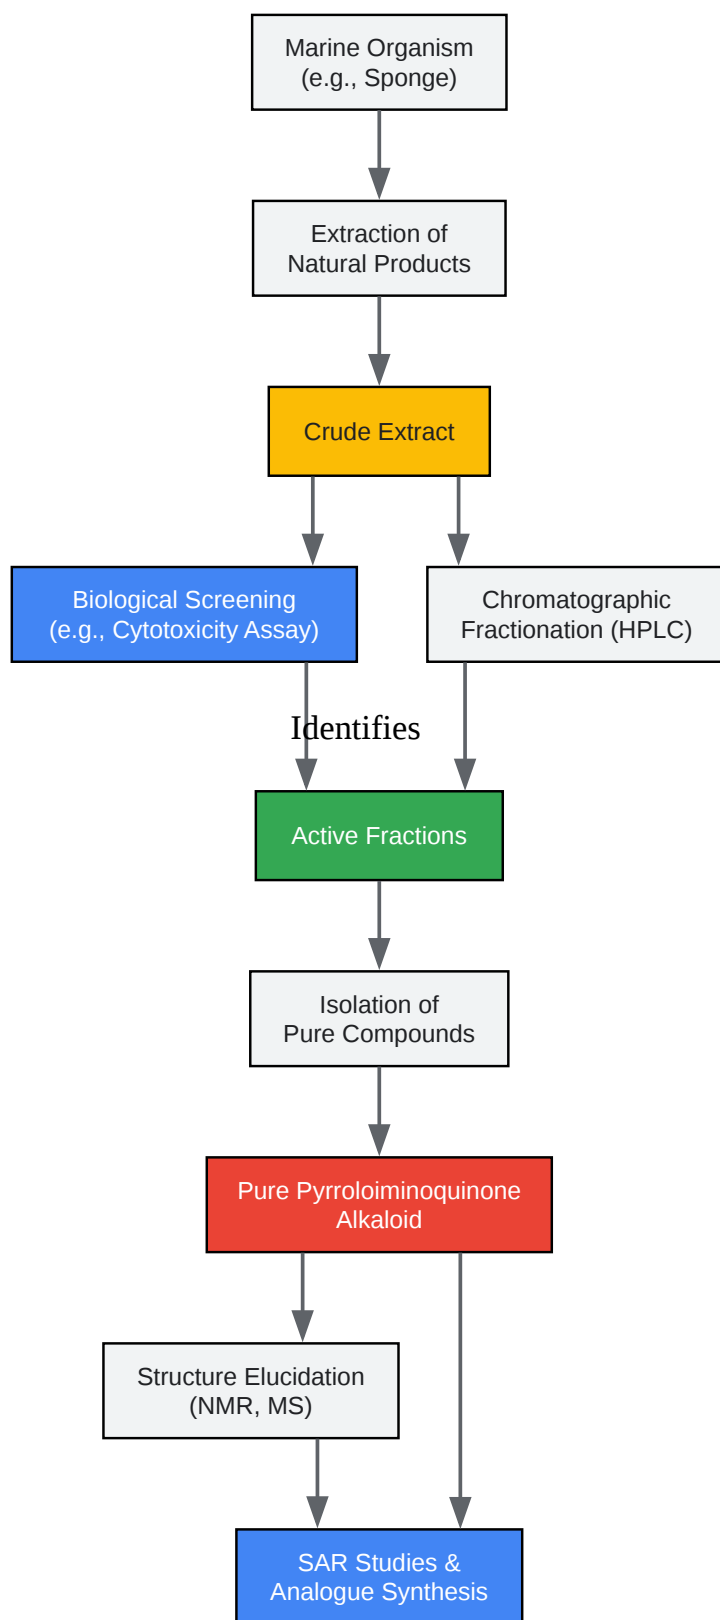 Marine Organism
(e.g., Sponge)
Extraction of
Natural Products
Crude Extract
Biological Screening
(e.g., Cytotoxicity Assay)
Chromatographic
Fractionation (HPLC)
Identifies
Active Fractions
Isolation of
Pure Compounds
Pure Pyrroloiminoquinone
Alkaloid
Structure Elucidation
(NMR, MS)
SAR Studies &
Analogue Synthesis